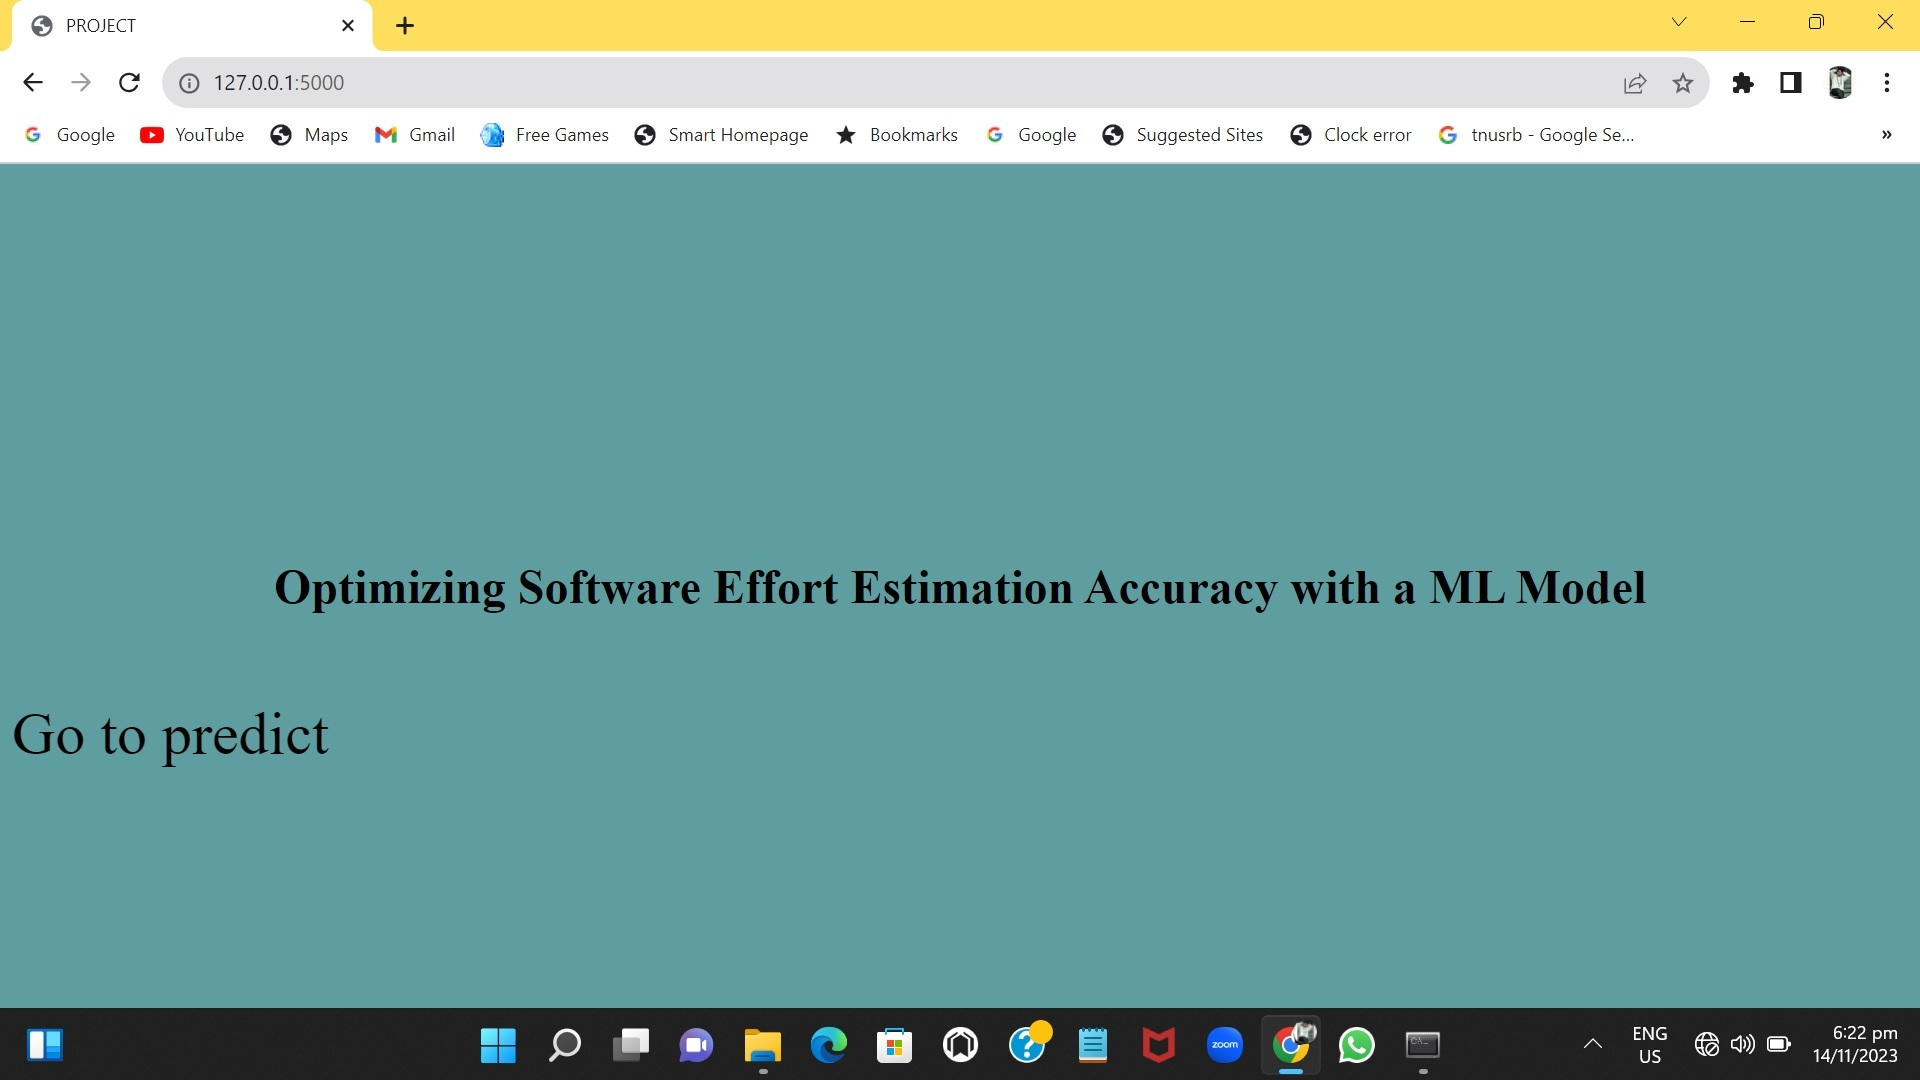 PROJECT
127.0.0.1:5000
Google YouTube Maps Gmail Free Games Smart Homepage Bookmarks Google Suggested Sites Clock error tnusrb - Google Se... »
Optimizing Software Effort Estimation Accuracy with a ML Model
Go to predict
zoom
ENG
US
6:22 pm
14/11/2023